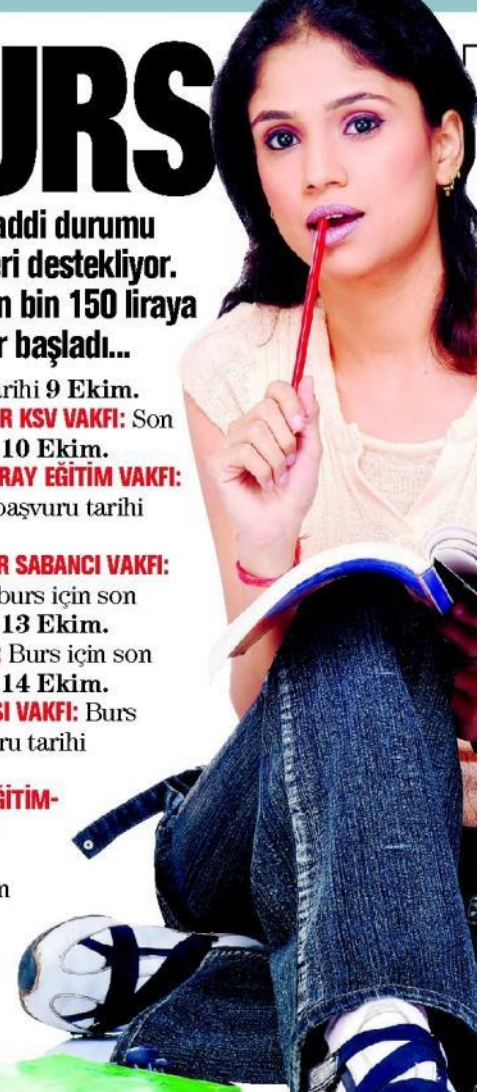 URS
addi durumu
ri destekliyor.
n bin 150 liraya
r başladı...
rihi 9 Ekim.
R KSV VAKFI: Son
10 Ekim.
RAY EĞİTİM VAKFI:
başvuru tarihi
R SABANCI VAKFI:
burs için son
13 Ekim.
: Burs için son
14 Ekim.
SI VAKFI: Burs
ru tarihi
ĞİTİM-